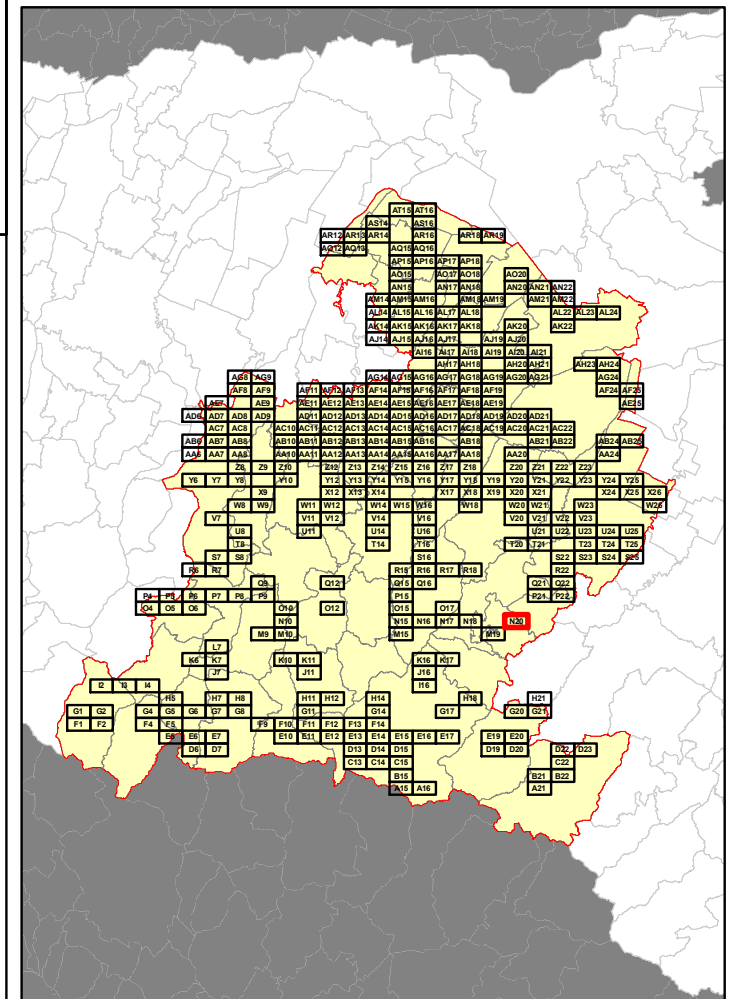 AT15 AT16
AS14 AS16
AR12 AR13 AR14 AR16 AR18 AR19
AQ12 AQ13 AQ15 AQ16
AP15 AP16 AP17 AP18
AO15 AO17 AO18 AO20
AN15 AN17 AN18 AN20 AN21 AN22
AM14 AM15 AM16 AM18 AM19 AM21 AM22
AL14 AL15 AL16 AL17 AL18 AL22 AL23 AL24
AK14 AK15 AK16 AK17 AK18 AK20 AK22
AJ14 AJ15 AJ16 AJ17 AJ19 AJ20
AI16 AI17 AI18 AI19 AI20 AI21
AH17 AH18 AH20 AH21 AH23 AH24
AG8 AG9 AG14 AG15 AG16 AG17 AG18 AG19 AG20 AG21 AG24
AF8 AF9 AF11 AF12 AF13 AF14 AF15 AF16 AF17 AF18 AF19 AF24 AF25
AE7 AE9 AE11 AE12 AE13 AE14 AE15 AE16 AE17 AE18 AE19 AE25
AD6 AD7 AD8 AD9 AD11 AD12 AD13 AD14 AD15 AD16 AD17 AD18 AD19 AD20 AD21
AC7 AC8 AC10 AC11 AC12 AC13 AC14 AC15 AC16 AC17 AC18 AC19 AC20 AC21 AC22
AB6 AB7 AB8 AB10 AB11 AB12 AB13 AB14 AB15 AB16 AB18 AB21 AB22 AB24 AB25
AA6 AA7 AA8 AA10 AA11 AA12 AA13 AA14 AA15 AA16 AA17 AA18 AA20 AA24
Z8 Z9 Z10 Z12 Z13 Z14 Z15 Z16 Z17 Z18 Z20 Z21 Z22 Z23
Y6 Y7 Y8 Y10 Y12 Y13 Y14 Y15 Y16 Y17 Y18 Y19 Y20 Y21 Y22 Y23 Y24 Y25
X9 X12 X13 X14 X17 X18 X19 X20 X21 X24 X25 X26
W8 W9 W11 W12 W14 W15 W16 W18 W20 W21 W23 W26
V7 V11 V12 V14 V16 V20 V21 V22 V23
U8 U11 U14 U16 U21 U22 U23 U24 U25
T8 T14 T16 T20 T21 T23 T24 T25
S7 S8 S16 S22 S23 S24 S25
R6 R7 R15 R16 R17 R18 R22
Q9 Q12 Q15 Q16 Q21 Q22
P4 P5 P6 P7 P8 P9 P15 P21 P22
O4 O5 O6 O10 O12 O15 O17
N10 N15 N16 N17 N18 N20
M9 M10 M15 M19
L7
K6 K7 K10 K11 K16 K17
J7 J11 J16
I2 I3 I4 I16
H5 H7 H8 H11 H12 H14 H18 H21
G1 G2 G4 G5 G6 G7 G8 G11 G14 G17 G20 G21
F1 F2 F4 F5 F9 F10 F11 F12 F13 F14
E5 E6 E7 E10 E11 E12 E13 E14 E15 E16 E17 E19 E20
D6 D7 D13 D14 D15 D19 D20 D22 D23
C13 C14 C15 C22
B15 B21 B22
A15 A16 A21